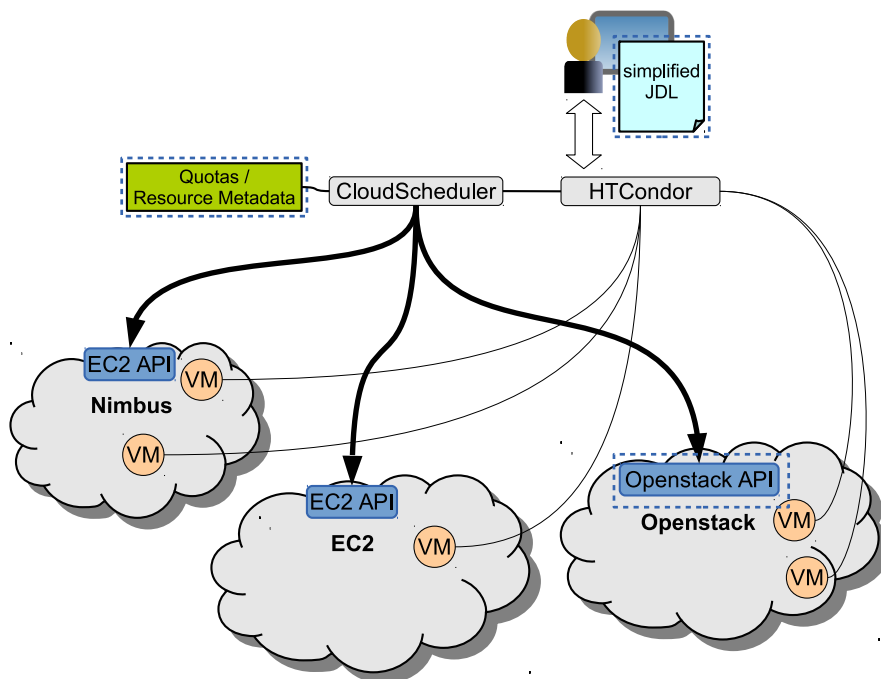 simplified
JDL
Quotas /
Resource Metadata
CloudScheduler
HTCondor
EC2 API
VM
Nimbus
VM
EC2 API
EC2
VM
Openstack API
Openstack
VM
VM